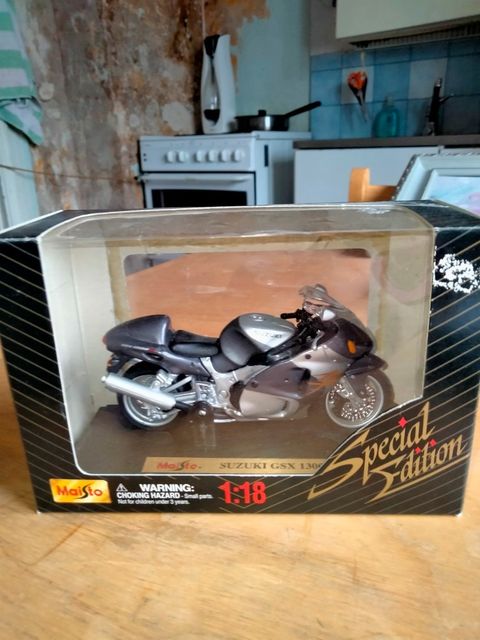 Maisto SUZUKI GSX 130
Special
Edition
Maisto
WARNING:
CHOKING HAZARD - Small parts.
Not for children under 3 years.
1:18